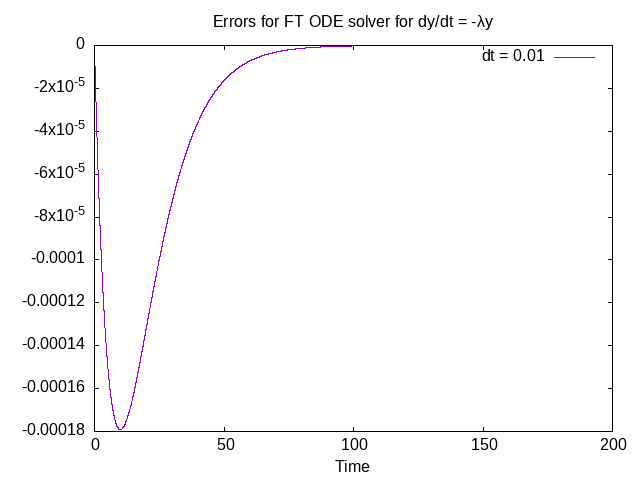 Errors for FT ODE solver for dy/dt = -λy
dt = 0.01
0
-2x10⁻⁵
-4x10⁻⁵
-6x10⁻⁵
-8x10⁻⁵
-0.0001
-0.00012
-0.00014
-0.00016
-0.00018
0 50 100 150 200
Time